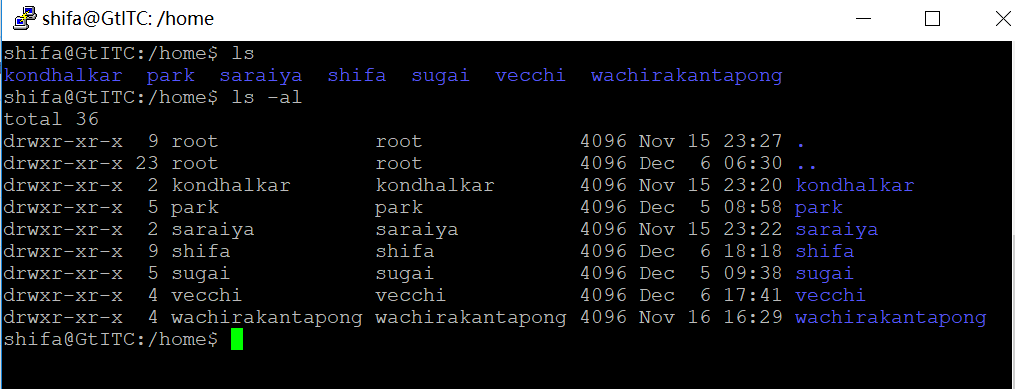 shifa@GtITC: /home
shifa@GtITC:/home$ ls
kondhalkar  park  saraiya  shifa  sugai  vecchi  wachirakantapong
shifa@GtITC:/home$ ls -al
total 36
drwxr-xr-x  9 root             root             4096 Nov 15 23:27 .
drwxr-xr-x 23 root             root             4096 Dec  6 06:30 ..
drwxr-xr-x  2 kondhalkar       kondhalkar       4096 Nov 15 23:20 kondhalkar
drwxr-xr-x  5 park             park             4096 Dec  5 08:58 park
drwxr-xr-x  2 saraiya          saraiya          4096 Nov 15 23:22 saraiya
drwxr-xr-x  9 shifa            shifa            4096 Dec  6 18:18 shifa
drwxr-xr-x  5 sugai            sugai            4096 Dec  5 09:38 sugai
drwxr-xr-x  4 vecchi           vecchi           4096 Dec  6 17:41 vecchi
drwxr-xr-x  4 wachirakantapong wachirakantapong 4096 Nov 16 16:29 wachirakantapong
shifa@GtITC:/home$